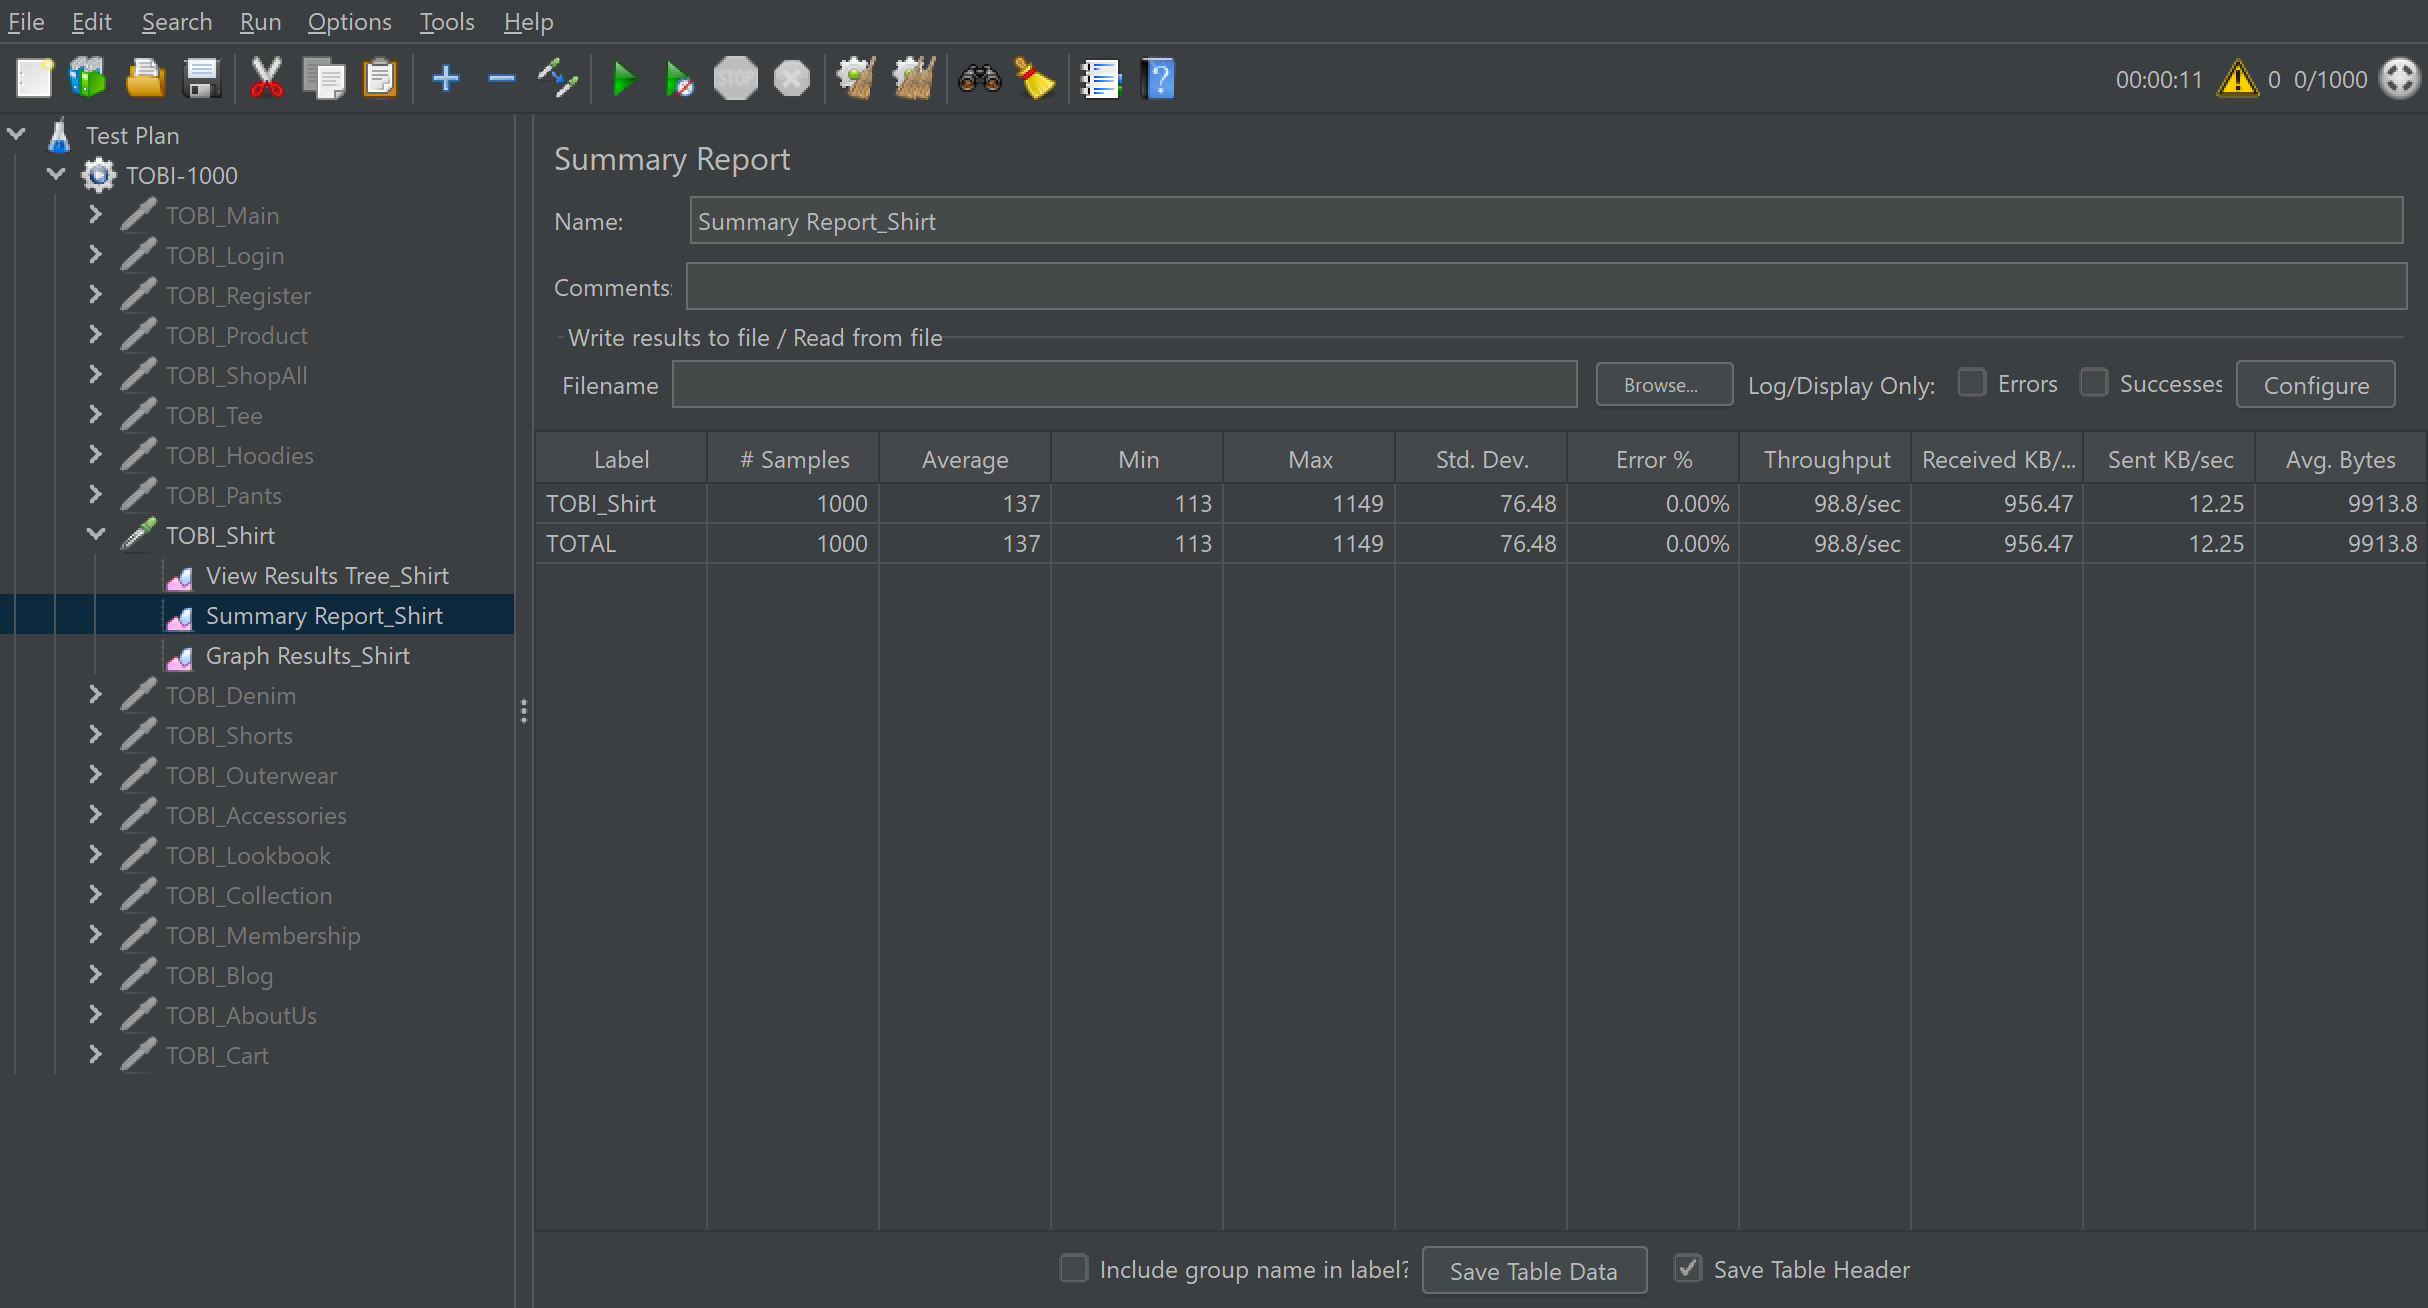 File Edit Search Run Options Tools Help
STOP
00:00:11 0 0/1000
Test Plan
TOBI-1000
TOBI_Main
TOBI_Login
TOBI_Register
TOBI_Product
TOBI_ShopAll
TOBI_Tee
TOBI_Hoodies
TOBI_Pants
TOBI_Shirt
View Results Tree_Shirt
Summary Report_Shirt
Graph Results_Shirt
TOBI_Denim
TOBI_Shorts
TOBI_Outerwear
TOBI_Accessories
TOBI_Lookbook
TOBI_Collection
TOBI_Membership
TOBI_Blog
TOBI_AboutUs
TOBI_Cart
Summary Report
Name: Summary Report_Shirt
Comments:
Write results to file / Read from file
Filename Browse... Log/Display Only: Errors Successes Configure
Label # Samples Average Min Max Std. Dev. Error % Throughput Received KB/... Sent KB/sec Avg. Bytes
TOBI_Shirt 1000 137 113 1149 76.48 0.00% 98.8/sec 956.47 12.25 9913.8
TOTAL 1000 137 113 1149 76.48 0.00% 98.8/sec 956.47 12.25 9913.8
Include group name in label? Save Table Data Save Table Header